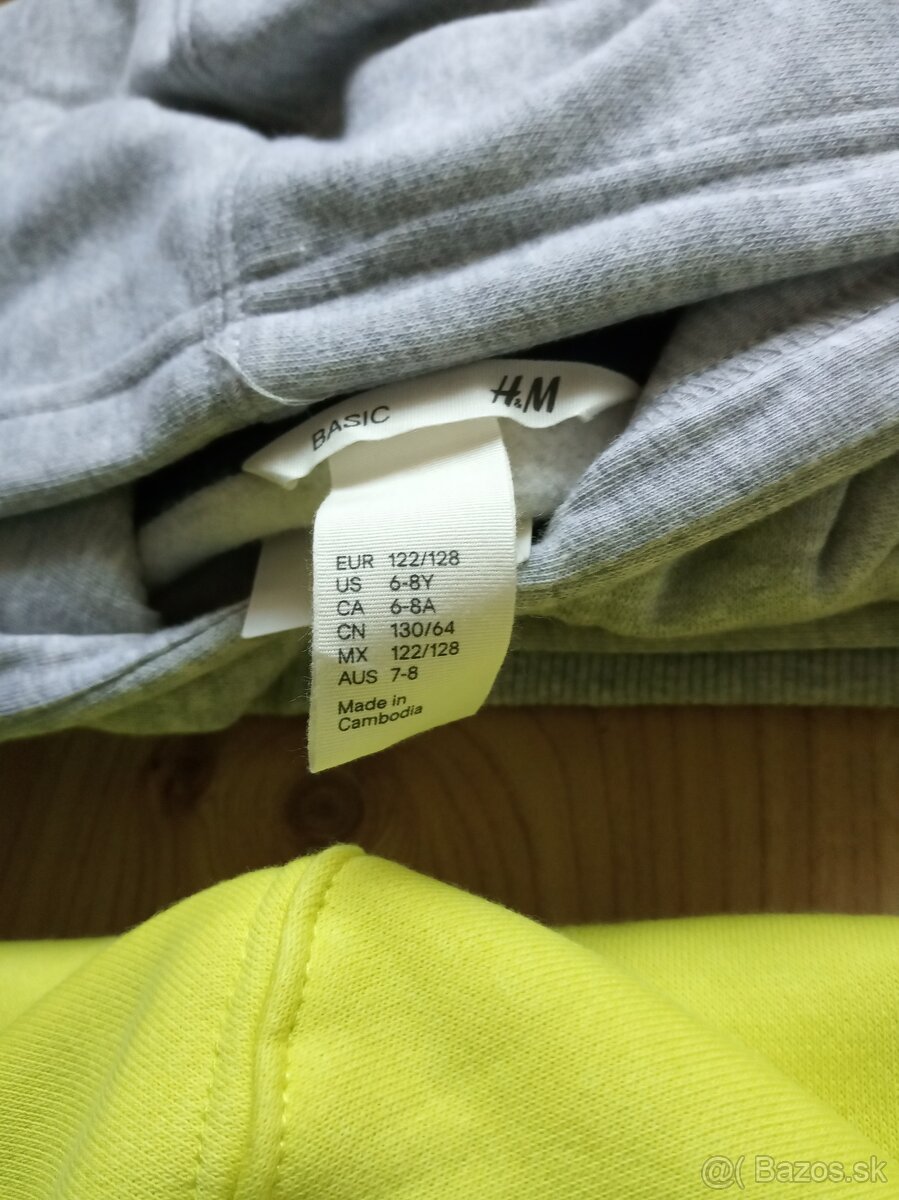 BASIC H&M
EUR 122/128
US 6-8Y
CA 6-8A
CN 130/64
MX 122/128
AUS 7-8
Made in
Cambodia
@( Bazos.sk